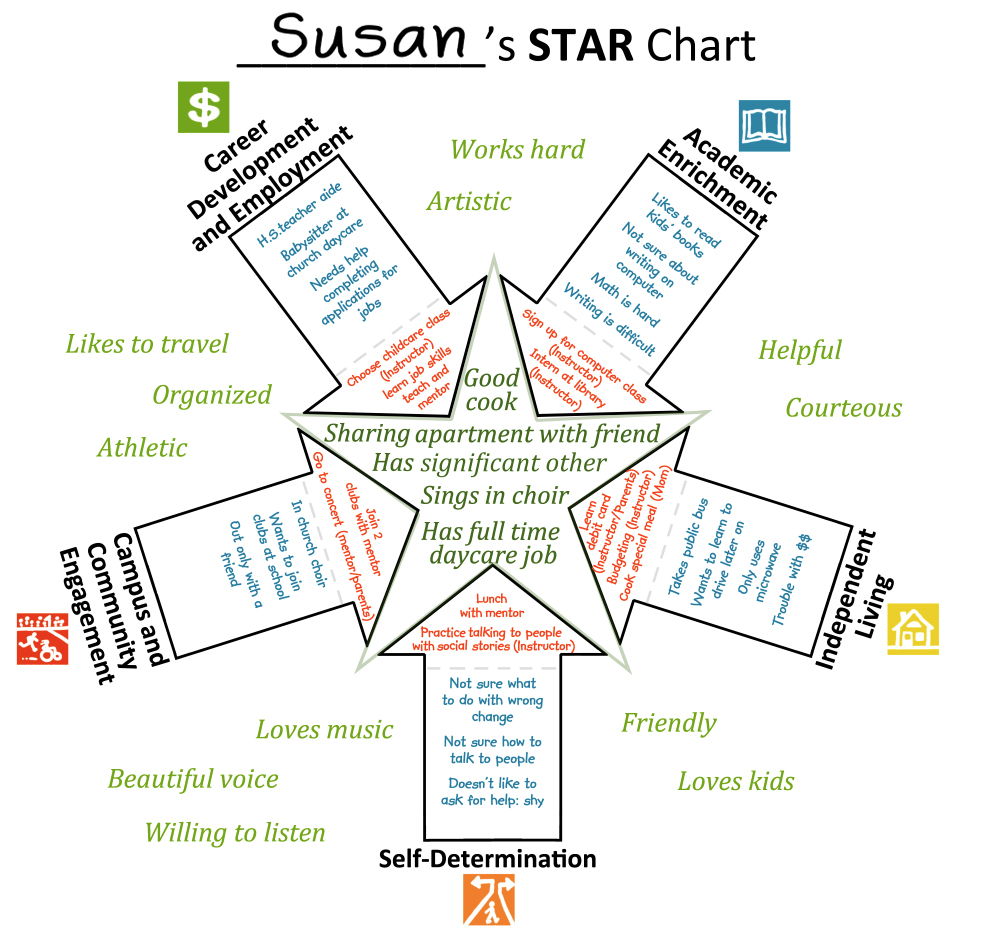 Susan's STAR Chart
$
Career
Development
and Employment
H.S.teacher aide
Babysitter at
church daycare
Needs help
completing
applications for
jobs
Choose childcare class
(Instructor)
learn job skills
teach and
mentor
Works hard
Artistic
Academic
Enrichment
Likes to read
kids' books
Not sure about
writing on
computer
Math is hard
Writing is difficult
Sign up for computer class
(Instructor)
Intern at library
(Instructor)
Likes to travel
Organized
Athletic
Helpful
Courteous
Good
cook
Sharing apartment with friend
Has significant other
Sings in choir
Has full time
daycare job
Campus and
Community
Engagement
In church choir
Wants to join
clubs at school
Out only with a
friend
Join 2
clubs with mentor
Go to concert (mentor/parents)
Learn
debit card
(Instructor/Parents)
Budgeting (Instructor)
Cook special meal (Mom)
Takes public bus
Wants to learn to
drive later on
Only uses
microwave
Trouble with $$
Independent
Living
Lunch
with mentor
Practice talking to people
with social stories (Instructor)
Not sure what
to do with wrong
change
Not sure how to
talk to people
Doesn't like to
ask for help: shy
Self-Determination
Loves music
Beautiful voice
Willing to listen
Friendly
Loves kids